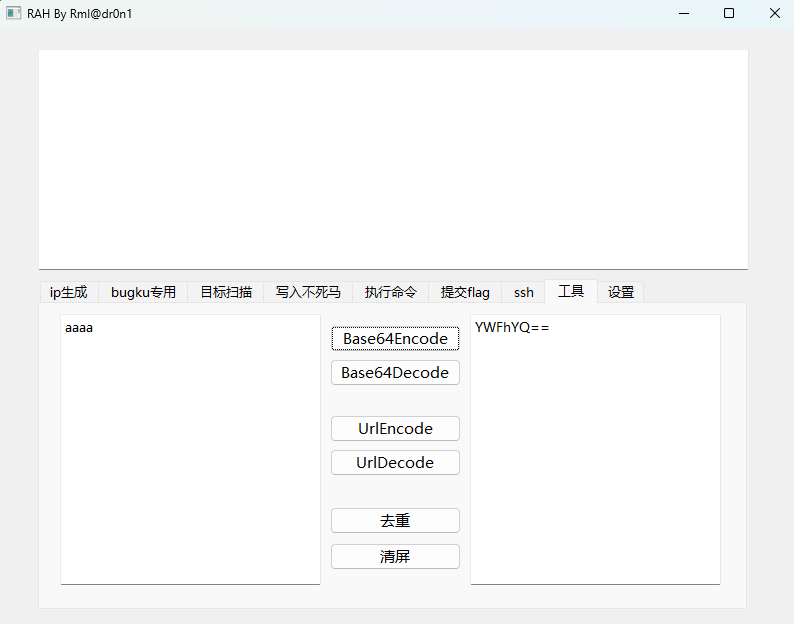 RAH By Rml@dr0n1
ip生成 bugku专用 目标扫描 写入不死马 执行命令 提交flag ssh 工具 设置
aaaa
Base64Encode
Base64Decode
UrlEncode
UrlDecode
去重
清屏
YWFhYQ==